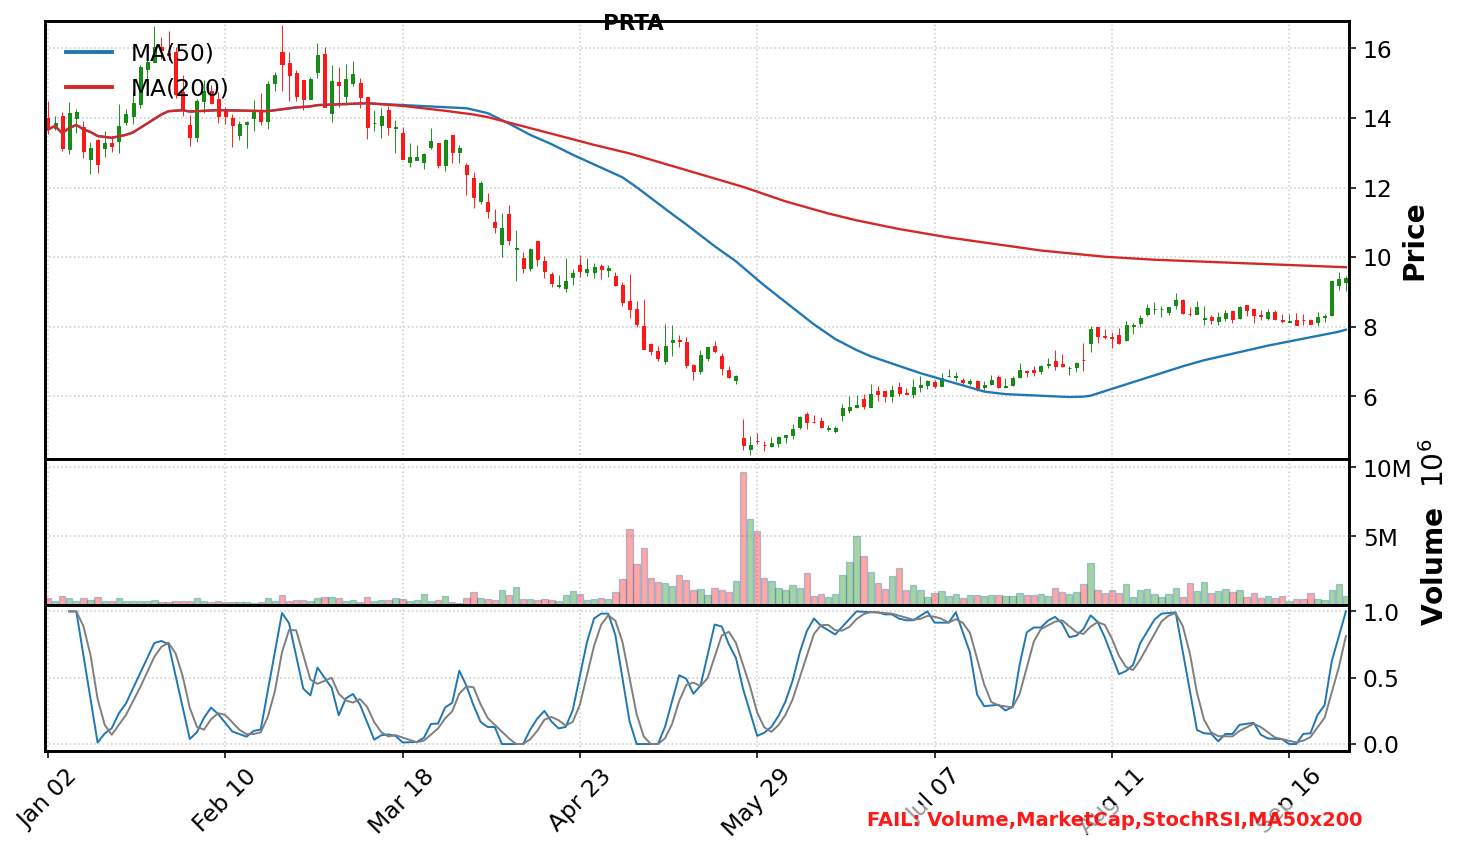 PRTA
MA(50)
MA(200)
16
14
12
10
8
6
Price
10M
5M
Volume 10^6
1.0
0.5
0.0
Jan 02
Feb 10
Mar 18
Apr 23
May 29
Jul 07
Aug 11
Sep 16
FAIL: Volume,MarketCap,StochRSI,MA50x200